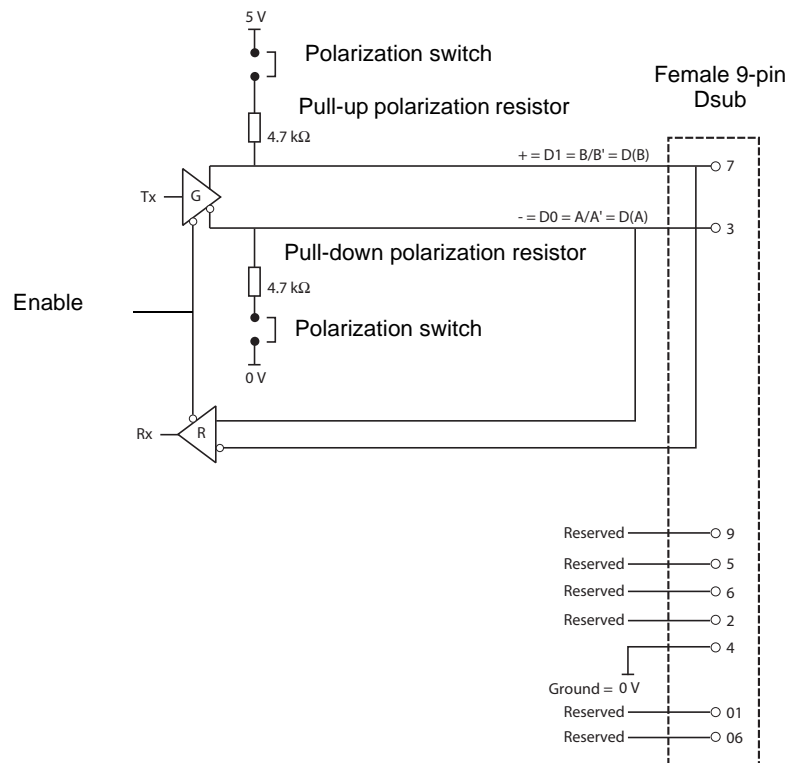 5 V
Polarization switch
Female 9-pin
Dsub
Pull-up polarization resistor
4.7 kΩ
+ = D1 = B/B' = D(B)
7
Tx
G
- = D0 = A/A' = D(A)
3
Pull-down polarization resistor
4.7 kΩ
Enable
Polarization switch
0 V
Rx
R
Reserved
9
Reserved
5
Reserved
6
Reserved
2
4
Ground = 0 V
Reserved
01
Reserved
06